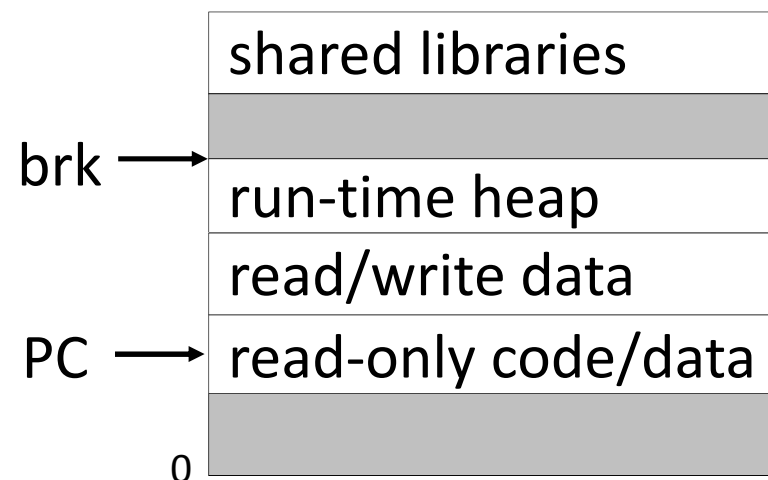 shared libraries
brk
run-time heap
read/write data
PC
read-only code/data
0